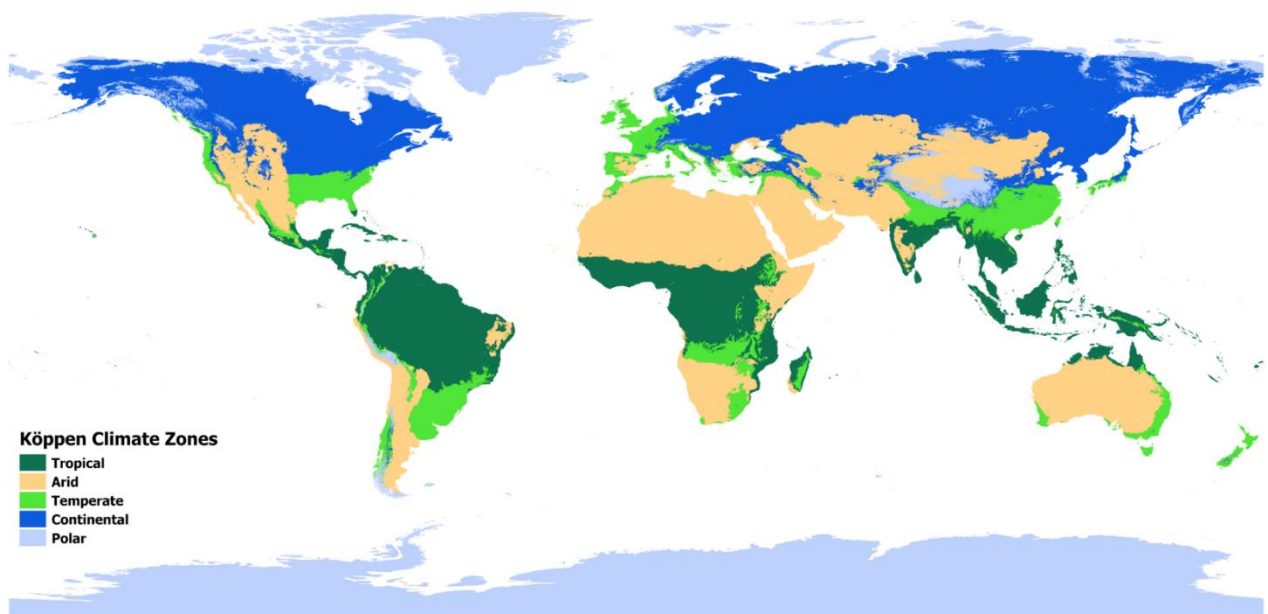 Köppen Climate Zones
Tropical
Arid
Temperate
Continental
Polar